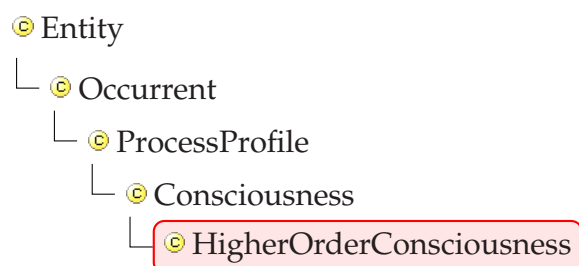 Entity
Occurrent
ProcessProfile
Consciousness
HigherOrderConsciousness